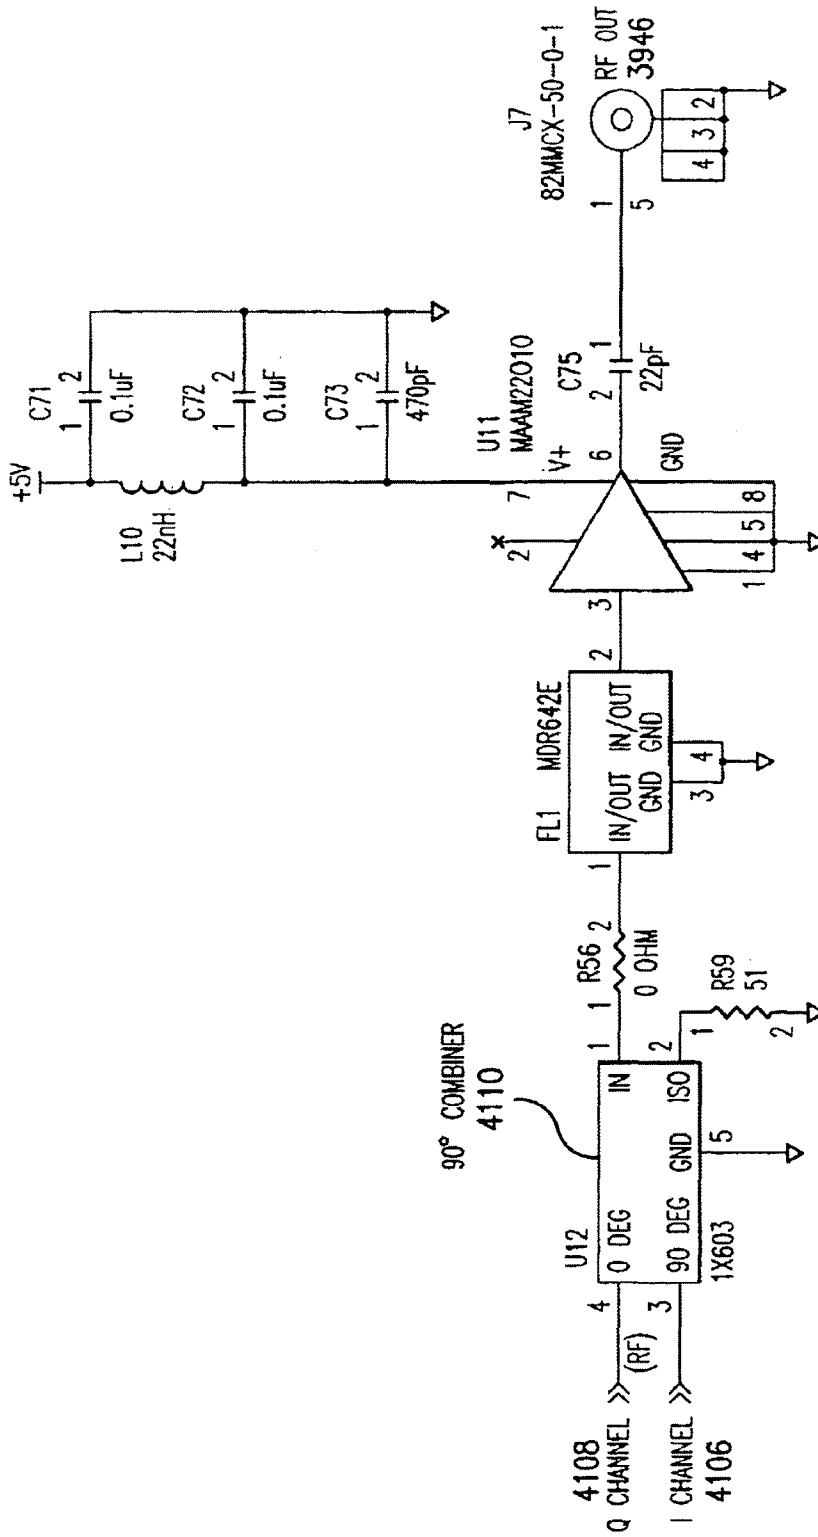 4108
Q CHANNEL
(RF)
I CHANNEL
4106
4
3
U12
0 DEG
IN
90 DEG
GND
ISO
1X603
5
90° COMBINER
4110
1
2
1
R56
2
0 OHM
1
R59
51
2
1
FL1
MDR642E
IN/OUT
IN/OUT
GND
GND
3
4
2
3
2
7
U11
MAAM22010
V+
6
GND
1
4
5
8
+5V
L10
22nH
C71
1
2
0.1uF
C72
1
2
0.1uF
C73
1
2
470pF
C75
2
1
22pF
1
5
J7
82MMCX-50-0-1
RF OUT
3946
4
3
2